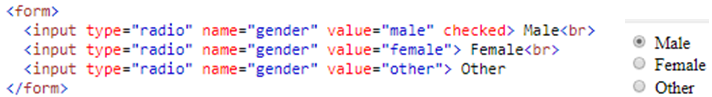 <form>
  <input type="radio" name="gender" value="male" checked> Male<br>
  <input type="radio" name="gender" value="female"> Female<br>
  <input type="radio" name="gender" value="other"> Other
</form>
Male
Female
Other